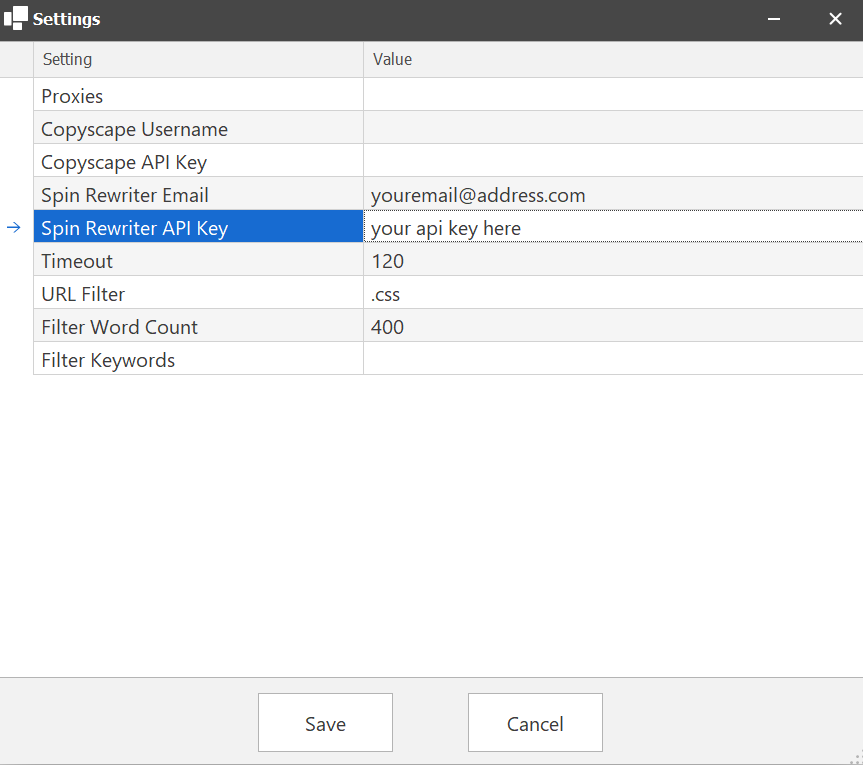 Settings
Setting Value
Proxies
Copyscape Username
Copyscape API Key
Spin Rewriter Email youremail@address.com
Spin Rewriter API Key your api key here
Timeout 120
URL Filter .css
Filter Word Count 400
Filter Keywords
Save Cancel